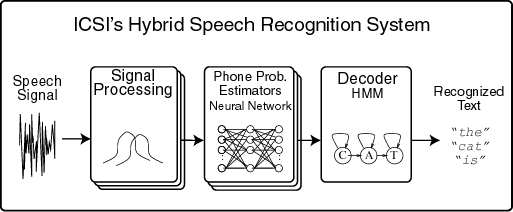 ICSI's Hybrid Speech Recognition System
Speech
Signal
Signal
Processing
Phone Prob.
Estimators
Neural Network
Decoder
HMM
C A T
Recognized
Text
"the"
"cat"
"is"